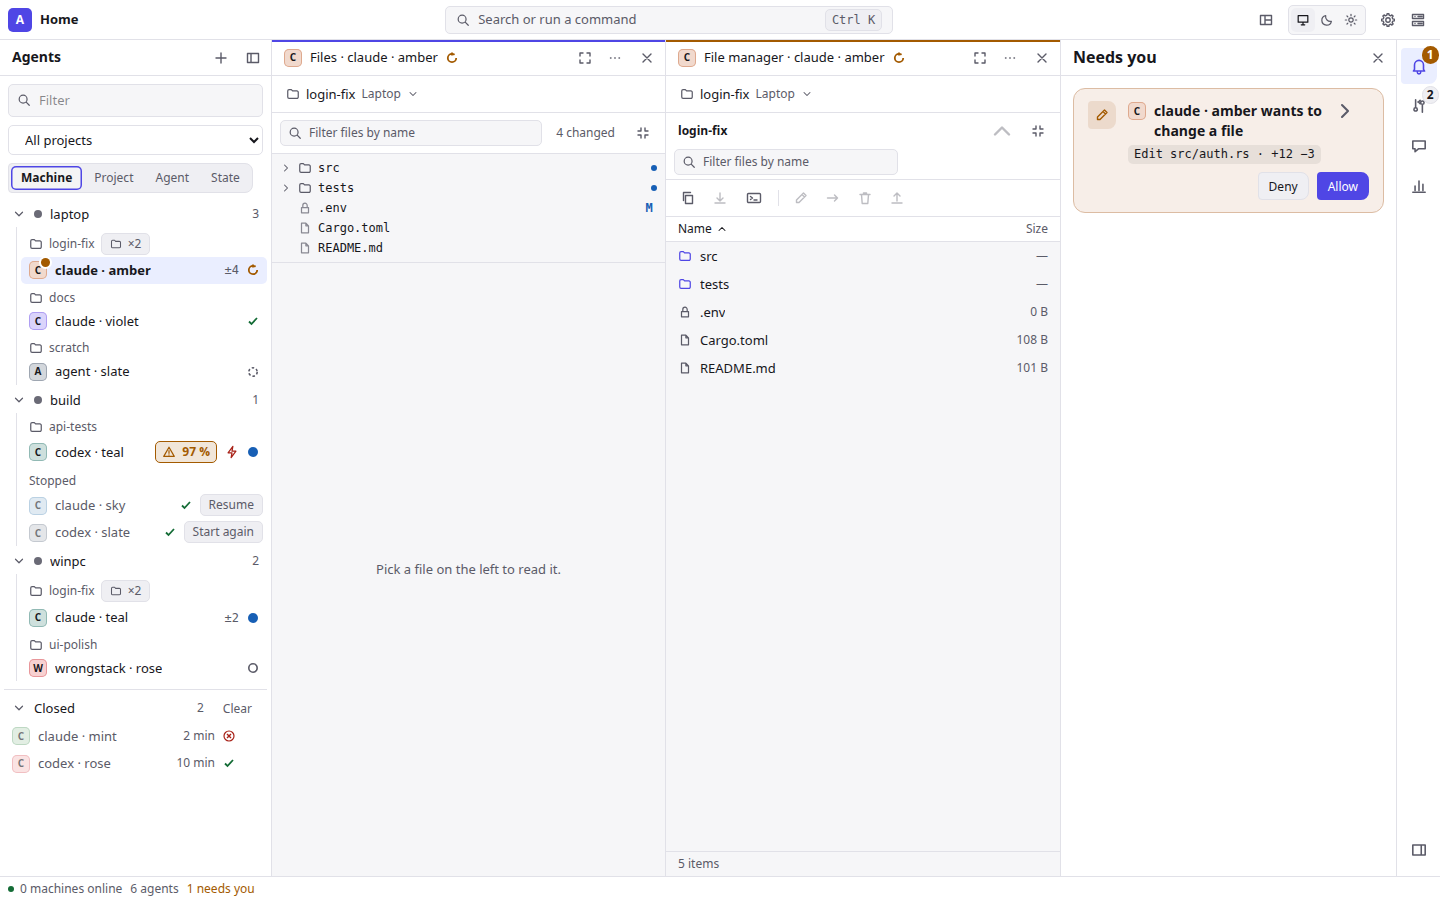 A Home
Search or run a command Ctrl K
Agents
Filter
All projects
Machine Project Agent State
laptop 3
login-fix ×2
C claude · amber ±4
docs
C claude · violet
scratch
A agent · slate
build 1
api-tests
C codex · teal 97 %
Stopped
C claude · sky Resume
C codex · slate Start again
winpc 2
login-fix ×2
C claude · teal ±2
ui-polish
W wrongstack · rose
Closed 2 Clear
C claude · mint 2 min
C codex · rose 10 min
C Files · claude · amber
login-fix Laptop
Filter files by name 4 changed
src
tests
.env M
Cargo.toml
README.md
Pick a file on the left to read it.
C File manager · claude · amber
login-fix Laptop
login-fix
Filter files by name
Name Size
src —
tests —
.env 0 B
Cargo.toml 108 B
README.md 101 B
5 items
Needs you
C claude · amber wants to
change a file
Edit src/auth.rs · +12 −3
Deny Allow
1
2
0 machines online 6 agents 1 needs you